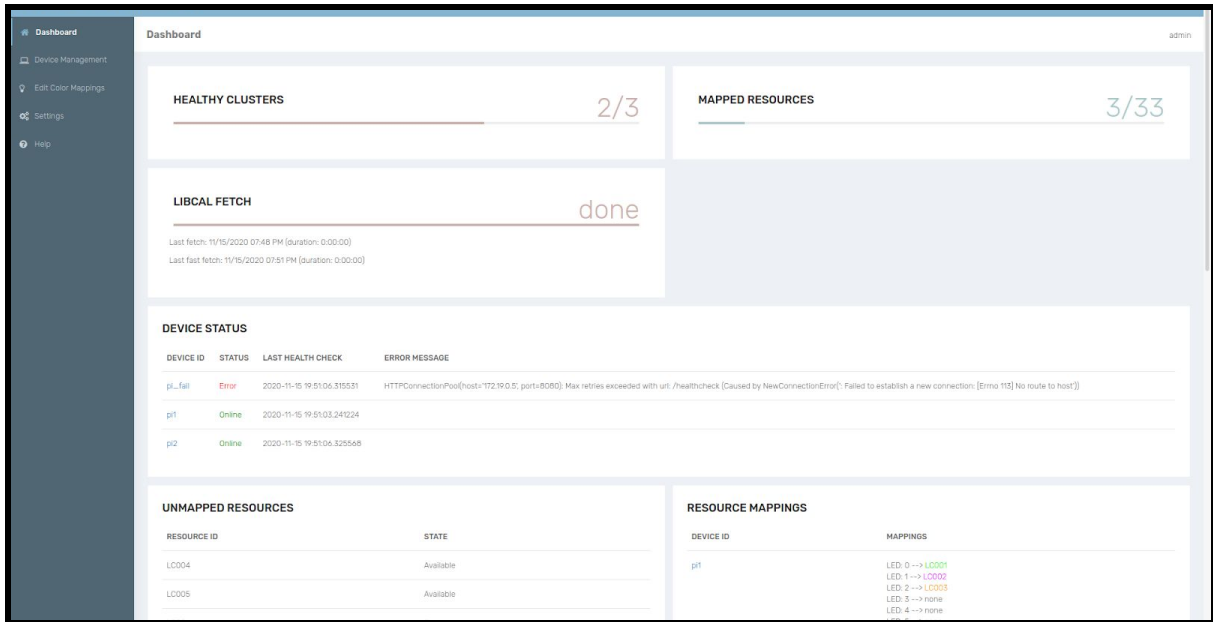 Dashboard
Device Management
Edit Color Mappings
Settings
Help
Dashboard
admin
HEALTHY CLUSTERS
2/3
MAPPED RESOURCES
3/33
LIBCAL FETCH
done
Last fetch: 11/15/2020 07:48 PM (duration: 0:00:00)
Last fast fetch: 11/15/2020 07:51 PM (duration: 0:00:00)
DEVICE STATUS
DEVICE ID STATUS LAST HEALTH CHECK ERROR MESSAGE
pi_fail Error 2020-11-15 19:51:06.315531 HTTPConnectionPool(host='172.19.0.5', port=8080): Max retries exceeded with url: /healthcheck (Caused by NewConnectionError(': Failed to establish a new connection: [Errno 113] No route to host'))
pi1 Online 2020-11-15 19:51:03.241224
pi2 Online 2020-11-15 19:51:06.325568
UNMAPPED RESOURCES
RESOURCE ID STATE
LC004 Available
LC005 Available
RESOURCE MAPPINGS
DEVICE ID MAPPINGS
pi1 LED: 0 --> LC001
LED: 1 --> LC002
LED: 2 --> LC003
LED: 3 --> none
LED: 4 --> none